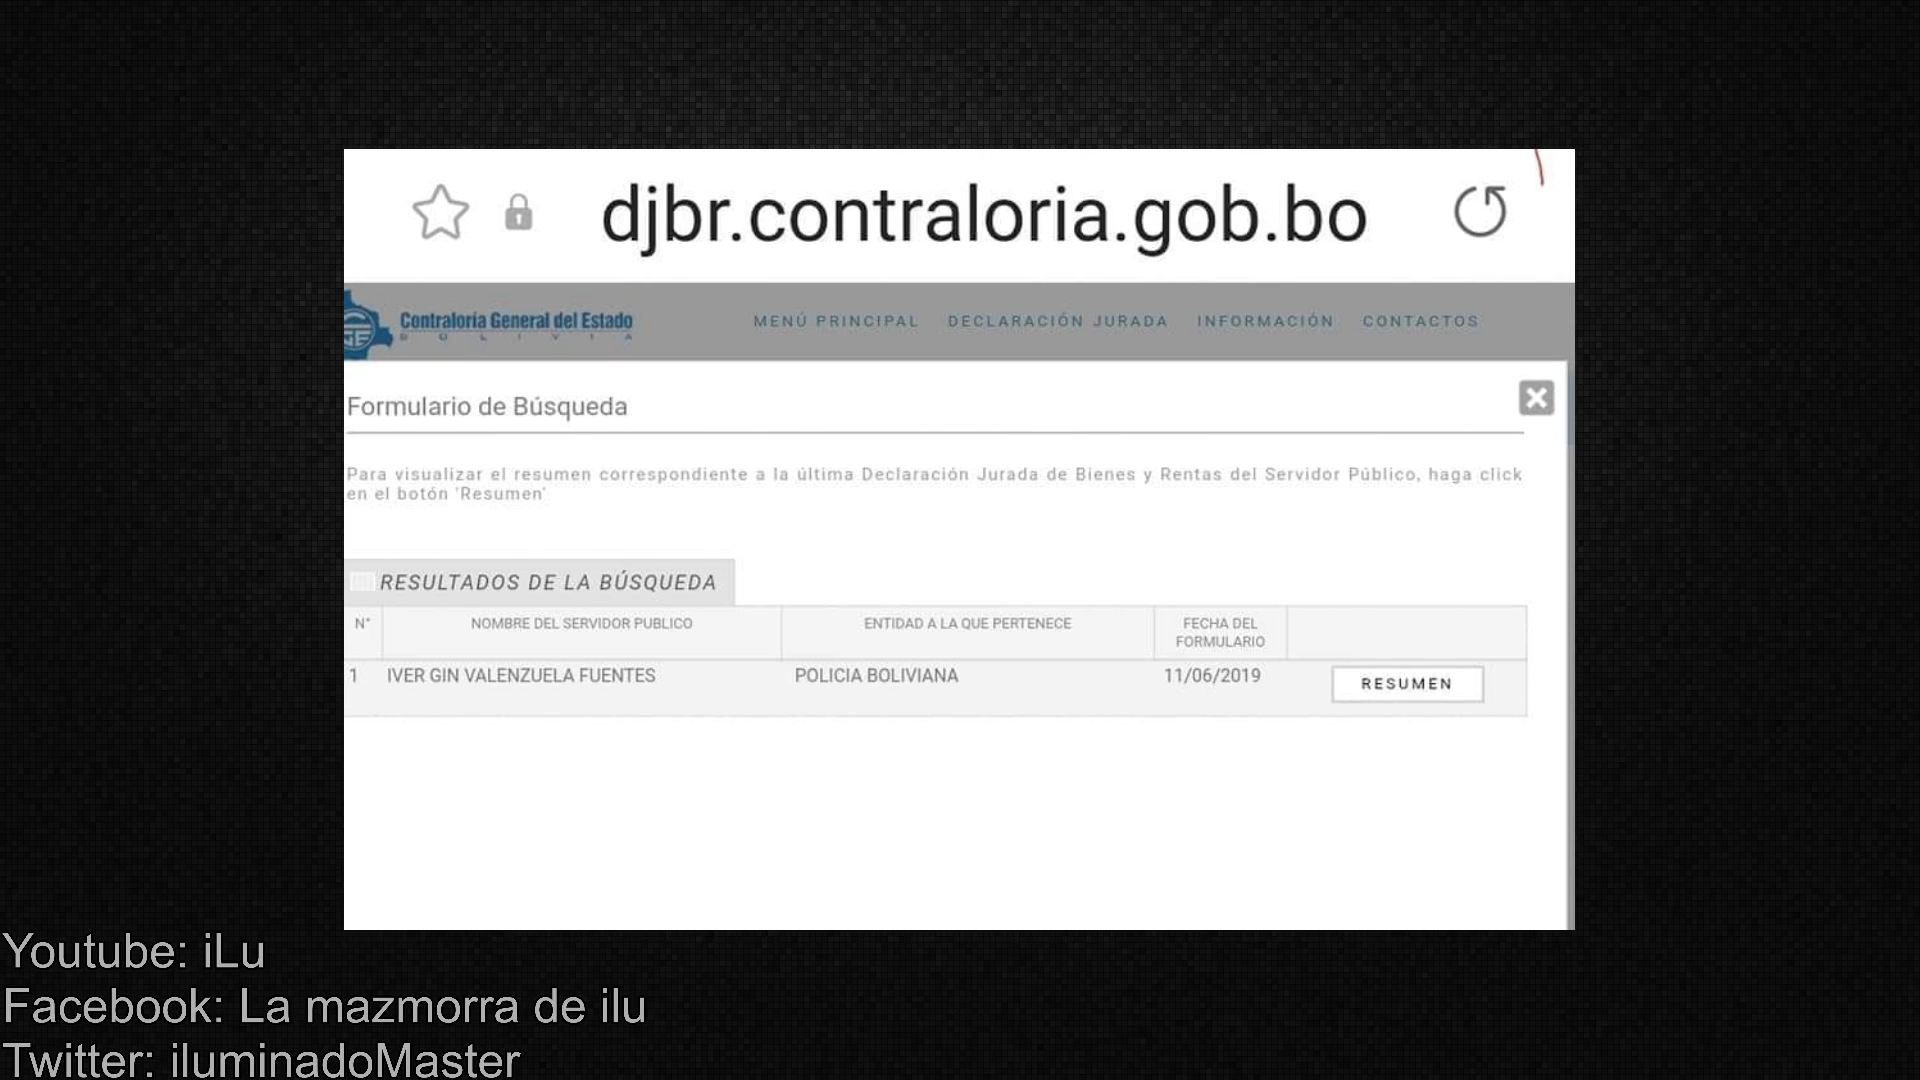 djbr.contraloria.gob.bo
Contraloría General del Estado
BOLIVIA
MENÚ PRINCIPAL DECLARACIÓN JURADA INFORMACIÓN CONTACTOS
Formulario de Búsqueda
Para visualizar el resumen correspondiente a la última Declaración Jurada de Bienes y Rentas del Servidor Público, haga click
en el botón 'Resumen'
RESULTADOS DE LA BÚSQUEDA
N° NOMBRE DEL SERVIDOR PUBLICO ENTIDAD A LA QUE PERTENECE FECHA DEL
FORMULARIO
1 IVER GIN VALENZUELA FUENTES POLICIA BOLIVIANA 11/06/2019 RESUMEN
Youtube: iLu
Facebook: La mazmorra de ilu
Twitter: iluminadoMaster